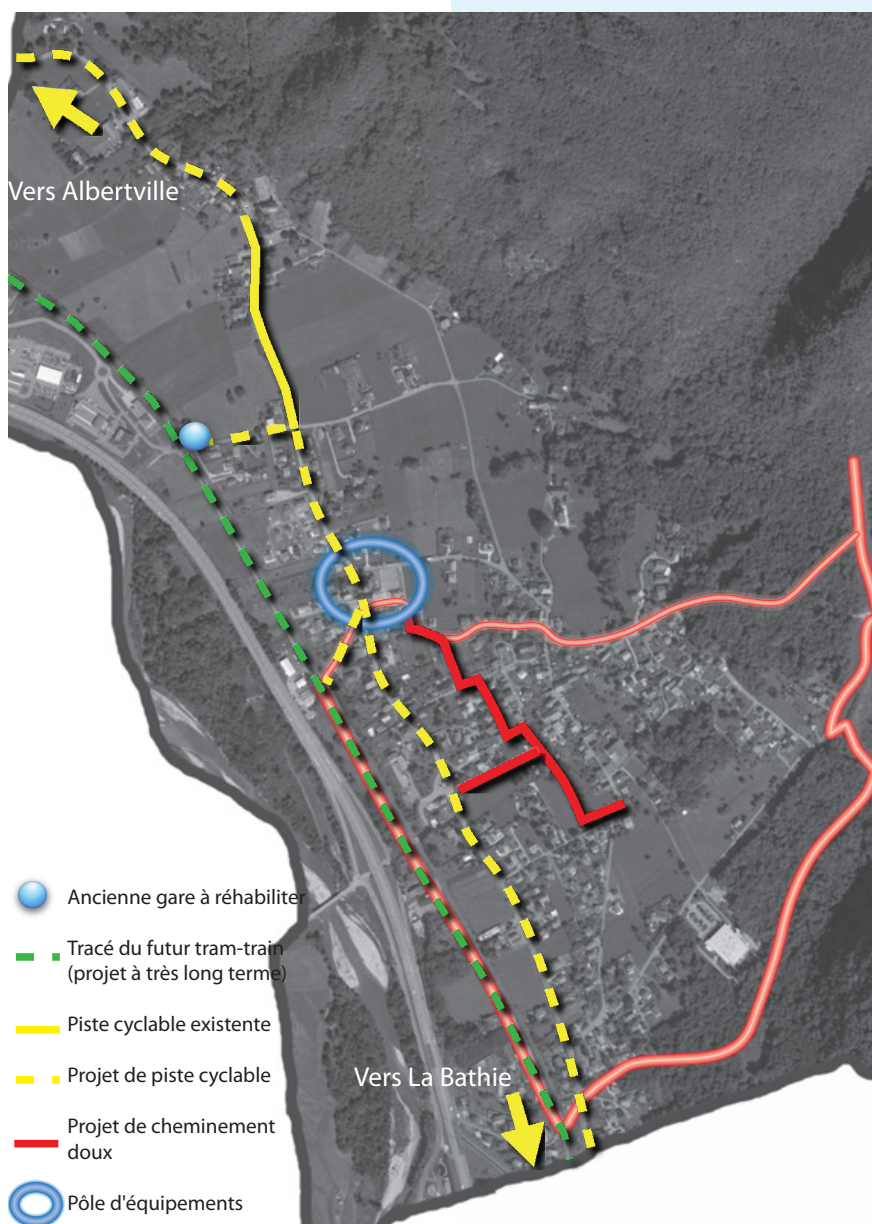 Vers Albertville
Ancienne gare à réhabiliter
Tracé du futur tram-train
(projet à très long terme)
Piste cyclable existente
Projet de piste cyclable
Vers La Bathie
Projet de cheminement
doux
Pôle d'équipements